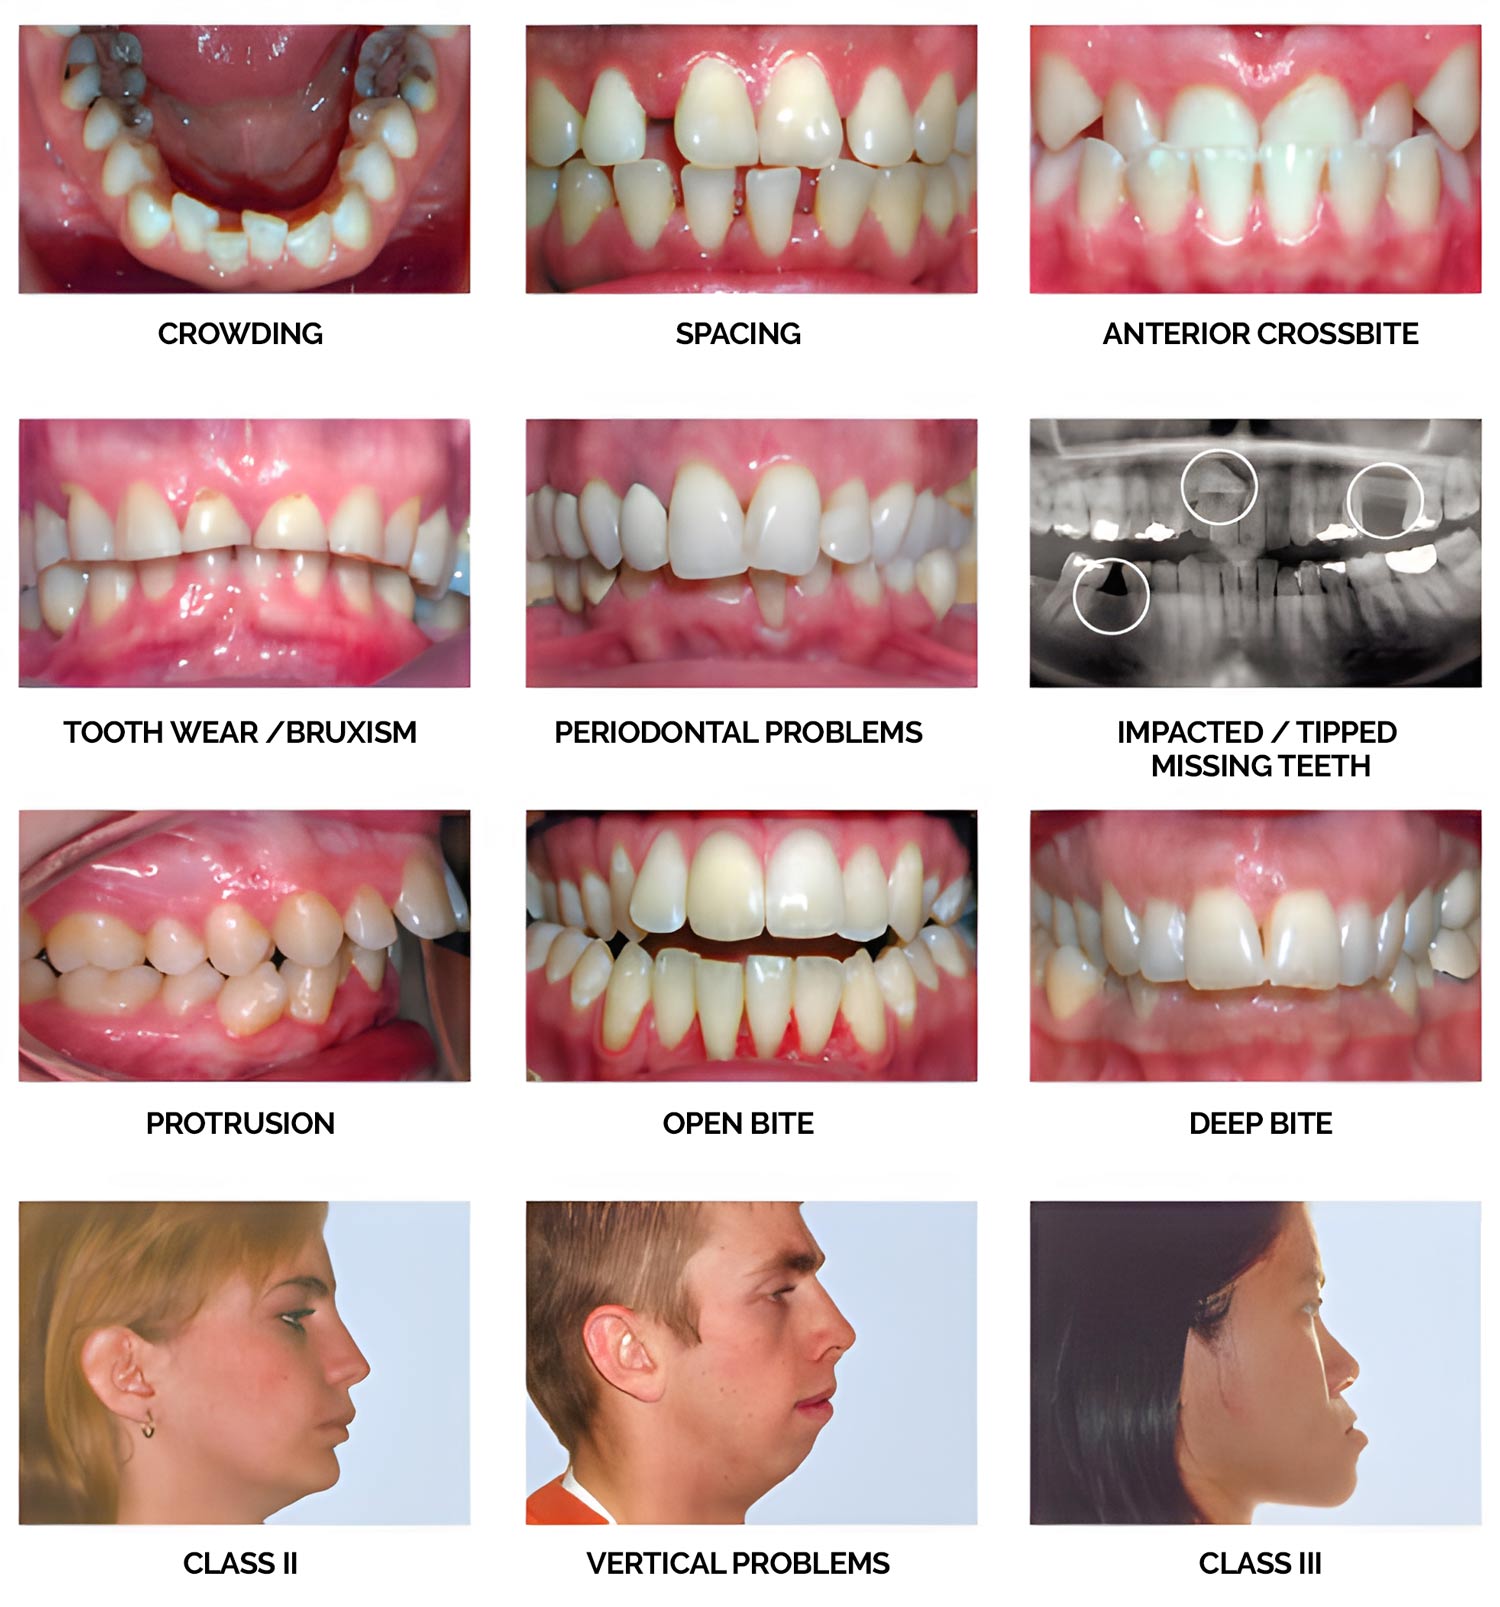 CROWDING
SPACING
ANTERIOR CROSSBITE
TOOTH WEAR /BRUXISM
PERIODONTAL PROBLEMS
IMPACTED / TIPPED
MISSING TEETH
PROTRUSION
OPEN BITE
DEEP BITE
CLASS II
VERTICAL PROBLEMS
CLASS III